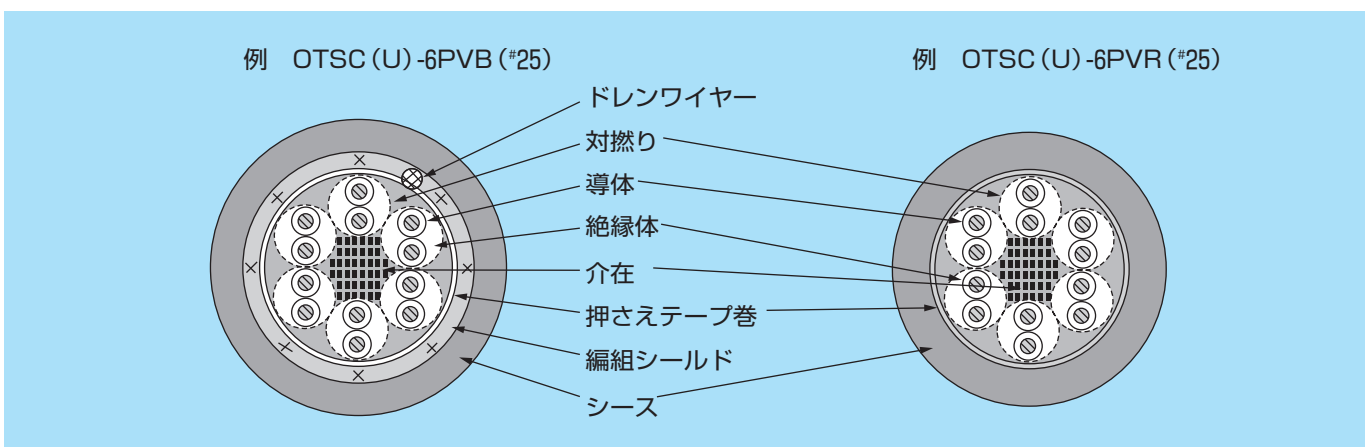 例　OTSC（U）-6PVB（#25）
例　OTSC（U）-6PVR（#25）
ドレンワイヤー
対撚り
導体
絶縁体
介在
押さえテープ巻
編組シールド
シース